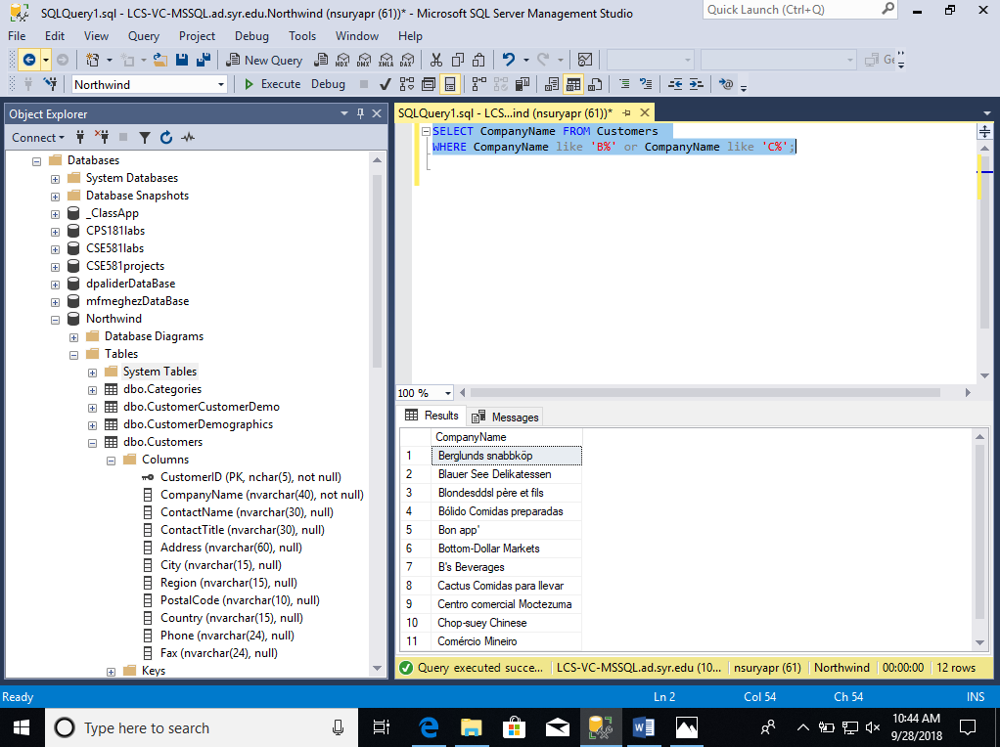 SQLQuery1.sql - LCS-VC-MSSQL.ad.syr.edu.Northwind (nsuryapr (61))* - Microsoft SQL Server Management Studio
Quick Launch (Ctrl+Q)
File Edit View Query Project Debug Tools Window Help
New Query
MDX DMX XMLA DAX
Northwind
Execute Debug
Object Explorer
Connect
Databases
System Databases
Database Snapshots
_ClassApp
CPS181labs
CSE581labs
CSE581projects
dpaliderDataBase
mfmeghezDataBase
Northwind
Database Diagrams
Tables
System Tables
dbo.Categories
dbo.CustomerCustomerDemo
dbo.CustomerDemographics
dbo.Customers
Columns
CustomerID (PK, nchar(5), not null)
CompanyName (nvarchar(40), not null)
ContactName (nvarchar(30), null)
ContactTitle (nvarchar(30), null)
Address (nvarchar(60), null)
City (nvarchar(15), null)
Region (nvarchar(15), null)
PostalCode (nvarchar(10), null)
Country (nvarchar(15), null)
Phone (nvarchar(24), null)
Fax (nvarchar(24), null)
Keys
SQLQuery1.sql - LCS...ind (nsuryapr (61))*
SELECT CompanyName FROM Customers
WHERE CompanyName like 'B%' or CompanyName like 'C%';
100 %
Results Messages
CompanyName
1 Berglunds snabbköp
2 Blauer See Delikatessen
3 Blondesddsl père et fils
4 Bólido Comidas preparadas
5 Bon app'
6 Bottom-Dollar Markets
7 B's Beverages
8 Cactus Comidas para llevar
9 Centro comercial Moctezuma
10 Chop-suey Chinese
11 Comércio Mineiro
Query executed succe... LCS-VC-MSSQL.ad.syr.edu (10... nsuryapr (61) Northwind 00:00:00 12 rows
Ready Ln 2 Col 54 Ch 54 INS
Type here to search
10:44 AM
9/28/2018